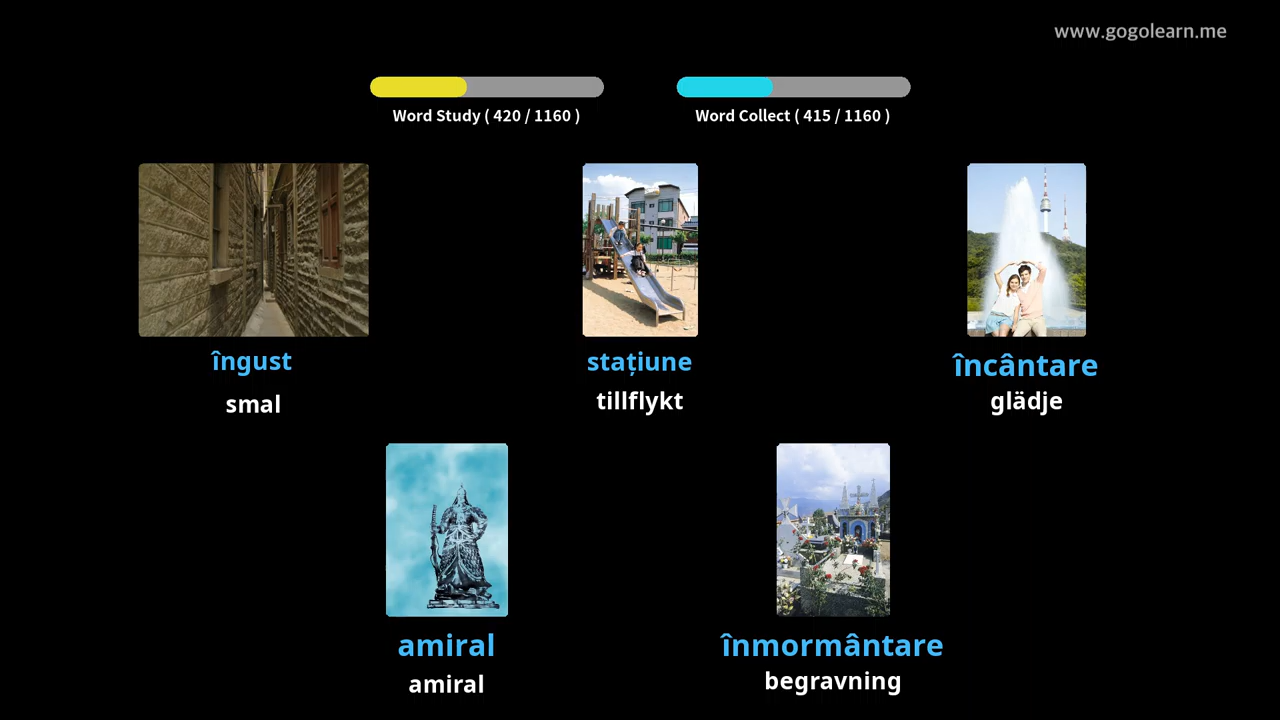 www.gogolearn.me
Word Study ( 420 / 1160 )
Word Collect ( 415 / 1160 )
îngust
smal
stațiune
tillflykt
încântare
glädje
amiral
amiral
înmormântare
begravning